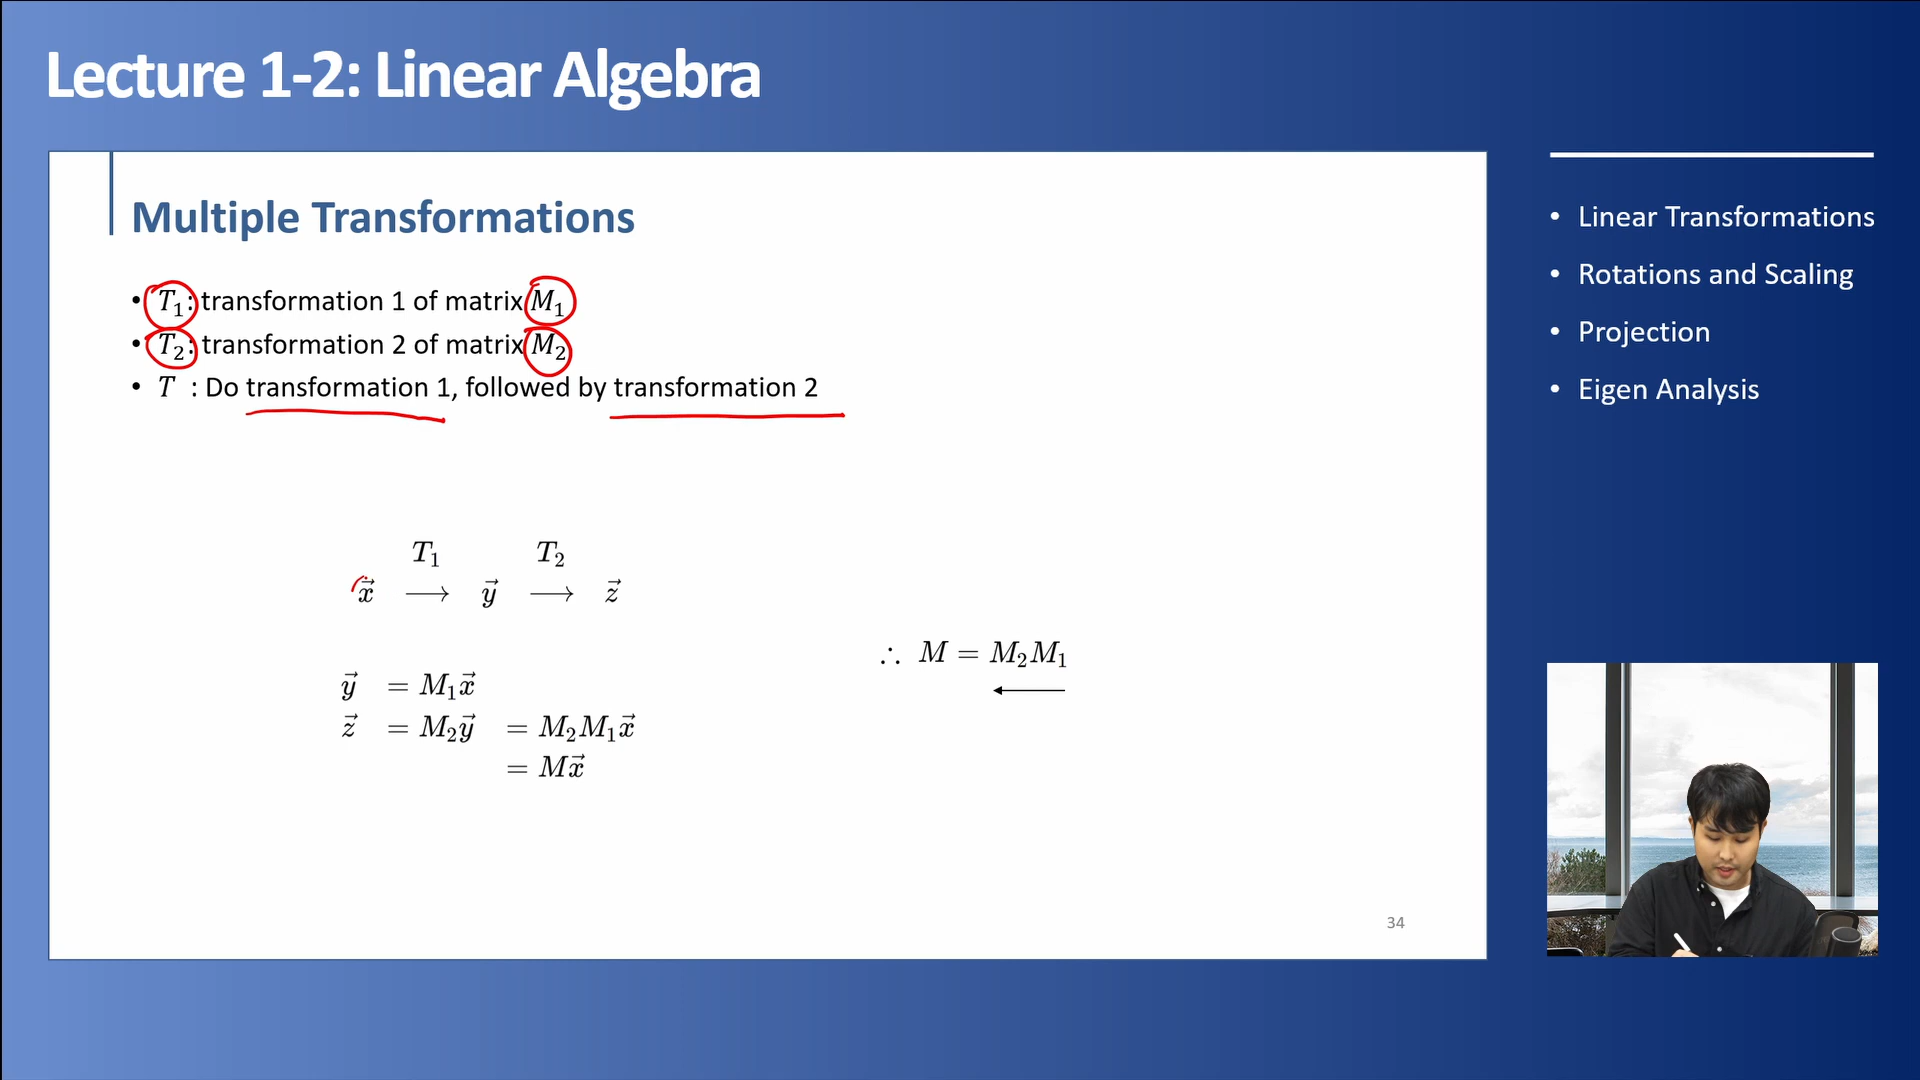 Lecture 1-2: Linear Algebra
Multiple Transformations
• T₁: transformation 1 of matrix M₁
• T₂: transformation 2 of matrix M₂
• T : Do transformation 1, followed by transformation 2
T₁ T₂
x⃗ ⟶ y⃗ ⟶ z⃗
y⃗ = M₁x⃗
z⃗ = M₂y⃗ = M₂M₁x⃗
= Mx⃗
∴ M = M₂M₁
34
• Linear Transformations
• Rotations and Scaling
• Projection
• Eigen Analysis